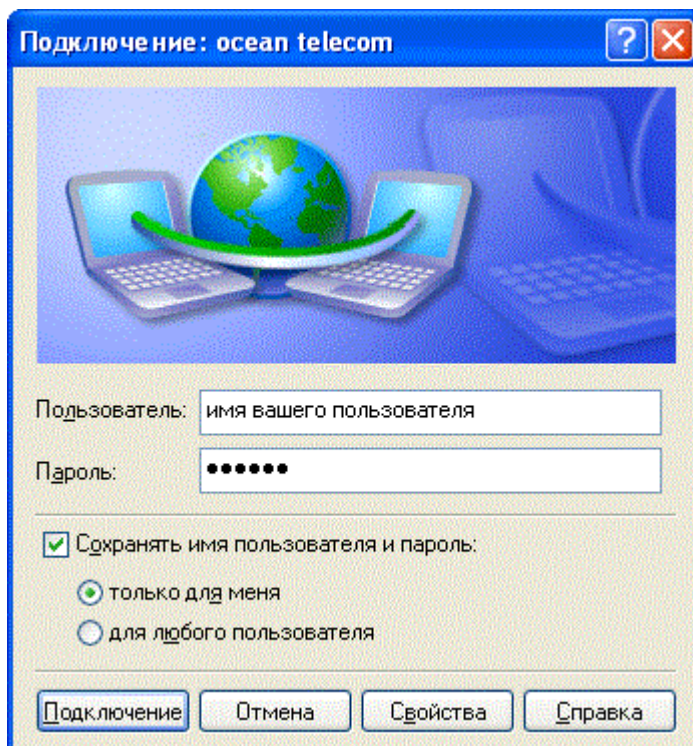 Подключение: ocean telecom
Пользователь: имя вашего пользователя
Пароль: ●●●●●●
Сохранять имя пользователя и пароль:
только для меня
для любого пользователя
Подключение Отмена Свойства Справка